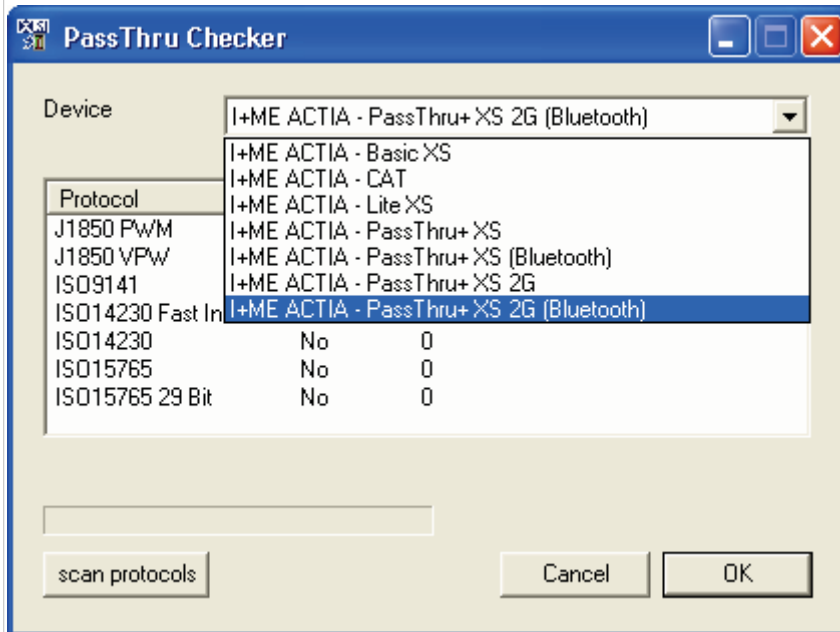 PassThru Checker
Device
I+ME ACTIA - PassThru+ XS 2G (Bluetooth)
I+ME ACTIA - Basic XS
I+ME ACTIA - CAT
I+ME ACTIA - Lite XS
I+ME ACTIA - PassThru+ XS
I+ME ACTIA - PassThru+ XS (Bluetooth)
I+ME ACTIA - PassThru+ XS 2G
I+ME ACTIA - PassThru+ XS 2G (Bluetooth)
Protocol
J1850 PWM
J1850 VPW
ISO9141
ISO14230 Fast In
ISO14230 No 0
ISO15765 No 0
ISO15765 29 Bit No 0
scan protocols
Cancel
OK